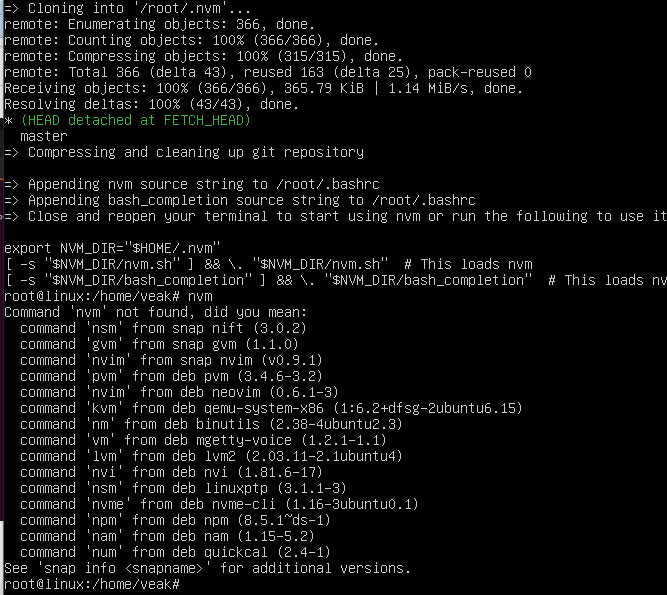 => Cloning into '/root/.nvm'...
remote: Enumerating objects: 366, done.
remote: Counting objects: 100% (366/366), done.
remote: Compressing objects: 100% (315/315), done.
remote: Total 366 (delta 43), reused 163 (delta 25), pack-reused 0
Receiving objects: 100% (366/366), 365.79 KiB | 1.14 MiB/s, done.
Resolving deltas: 100% (43/43), done.
* (HEAD detached at FETCH_HEAD)
  master
=> Compressing and cleaning up git repository

=> Appending nvm source string to /root/.bashrc
=> Appending bash_completion source string to /root/.bashrc
=> Close and reopen your terminal to start using nvm or run the following to use it

export NVM_DIR="$HOME/.nvm"
[ -s "$NVM_DIR/nvm.sh" ] && \. "$NVM_DIR/nvm.sh"  # This loads nvm
[ -s "$NVM_DIR/bash_completion" ] && \. "$NVM_DIR/bash_completion"  # This loads nv
root@linux:/home/veak# nvm
Command 'nvm' not found, did you mean:
  command 'nsm' from snap nift (3.0.2)
  command 'gvm' from snap gvm (1.1.0)
  command 'nvim' from snap nvim (v0.9.1)
  command 'pvm' from deb pvm (3.4.6-3.2)
  command 'nvim' from deb neovim (0.6.1-3)
  command 'kvm' from deb qemu-system-x86 (1:6.2+dfsg-2ubuntu6.15)
  command 'nm' from deb binutils (2.38-4ubuntu2.3)
  command 'vm' from deb mgetty-voice (1.2.1-1.1)
  command 'lvm' from deb lvm2 (2.03.11-2.1ubuntu4)
  command 'nvi' from deb nvi (1.81.6-17)
  command 'nsm' from deb linuxptp (3.1.1-3)
  command 'nvme' from deb nvme-cli (1.16-3ubuntu0.1)
  command 'npm' from deb npm (8.5.1~ds-1)
  command 'nam' from deb nam (1.15-5.2)
  command 'num' from deb quickcal (2.4-1)
See 'snap info <snapname>' for additional versions.
root@linux:/home/veak#